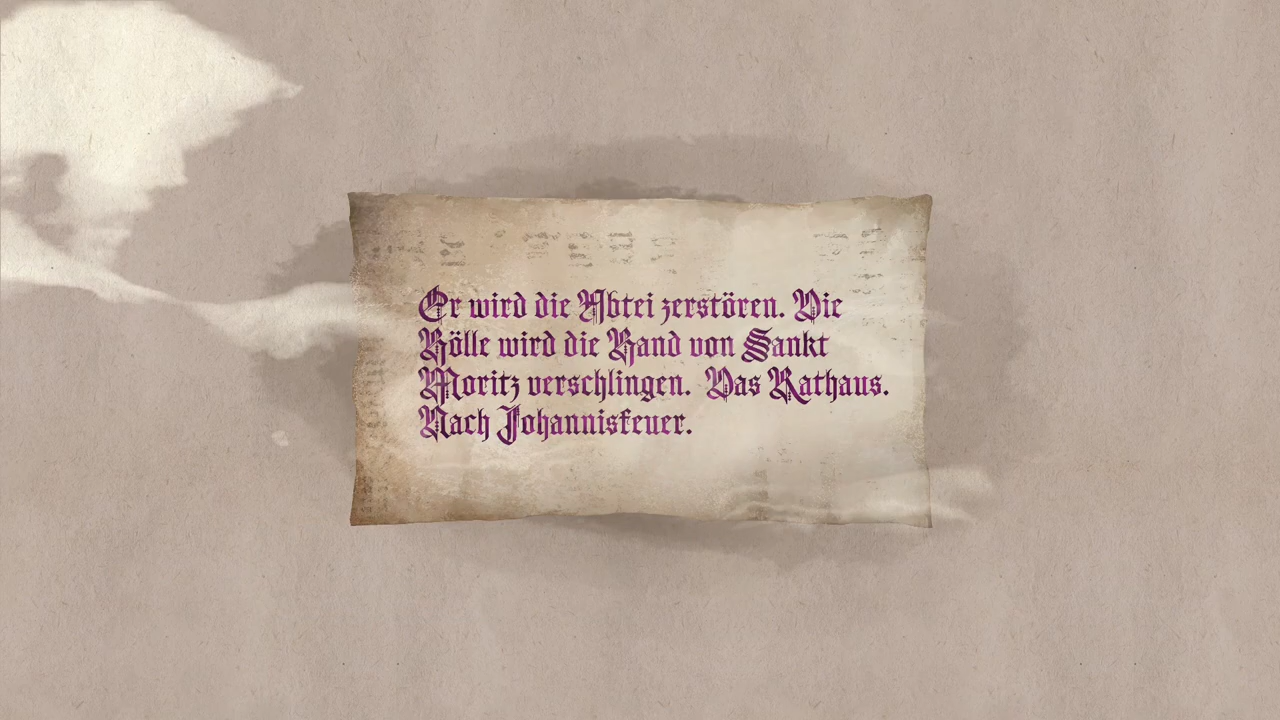 Er wird die Abtei zerstören. Die
Hölle wird die Hand von Sankt
Moritz verschlingen. Das Rathaus.
Nach Johannisfeuer.